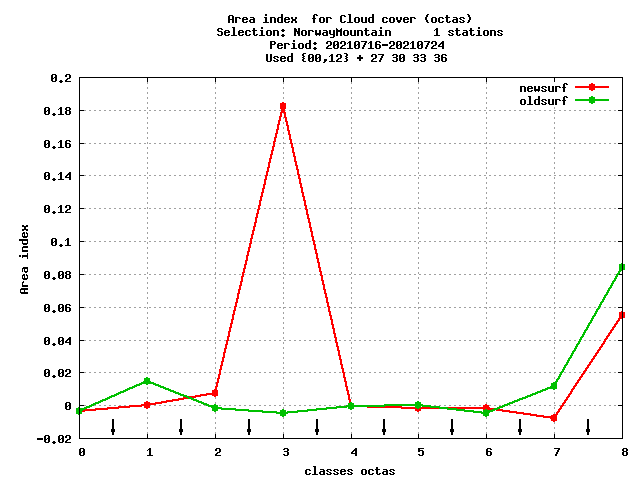 Area index  for Cloud cover (octas)
Selection: NorwayMountain      1 stations
Period: 20210716-20210724
Used {00,12} + 27 30 33 36
newsurf
oldsurf
0.2
0.18
0.16
0.14
0.12
0.1
0.08
0.06
0.04
0.02
0
-0.02
Area index
0 1 2 3 4 5 6 7 8
classes octas